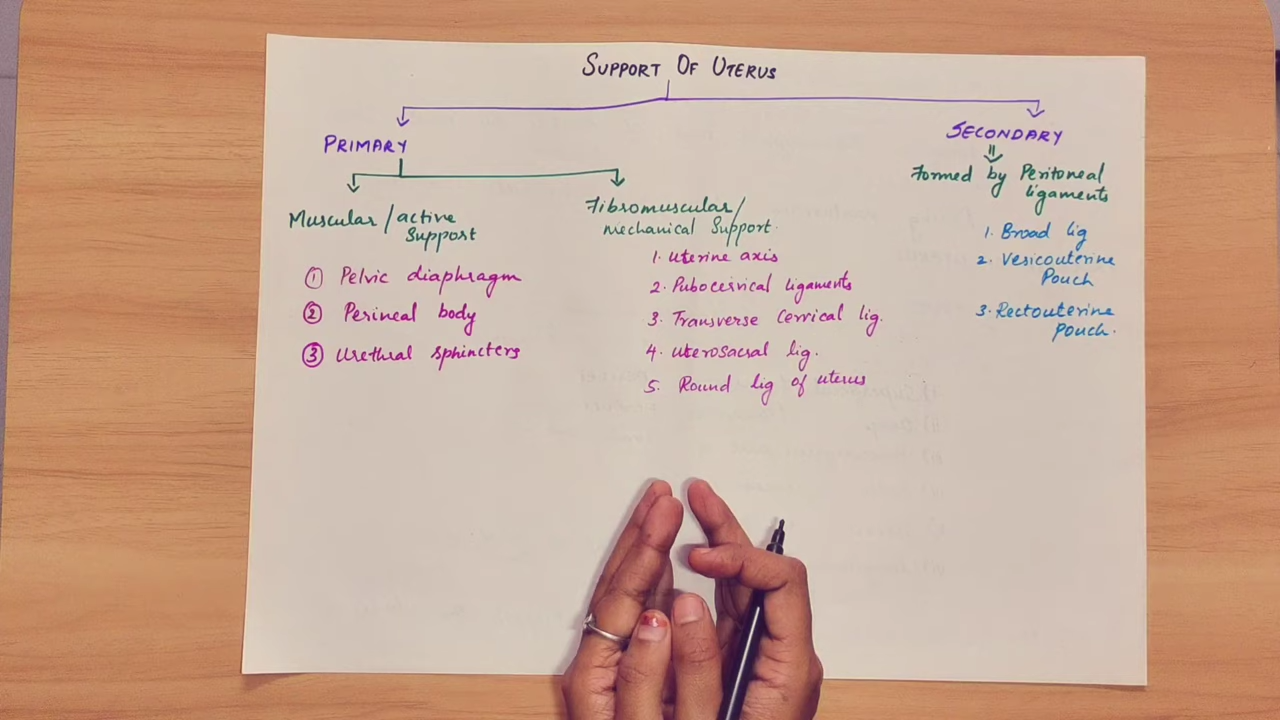 SUPPORT OF UTERUS
PRIMARY
SECONDARY
Muscular / active
Support
① Pelvic diaphragm
② Perineal body
③ Urethral sphincters
Fibromuscular /
mechanical Support.
1. Uterine axis
2. Pubocervical ligaments
3. Transverse Cervical lig.
4. Uterosacral lig.
5. Round lig of uterus
Formed by Peritoneal
ligaments
1. Broad lig
2. Vesicouterine
Pouch
3. Rectouterine
Pouch.